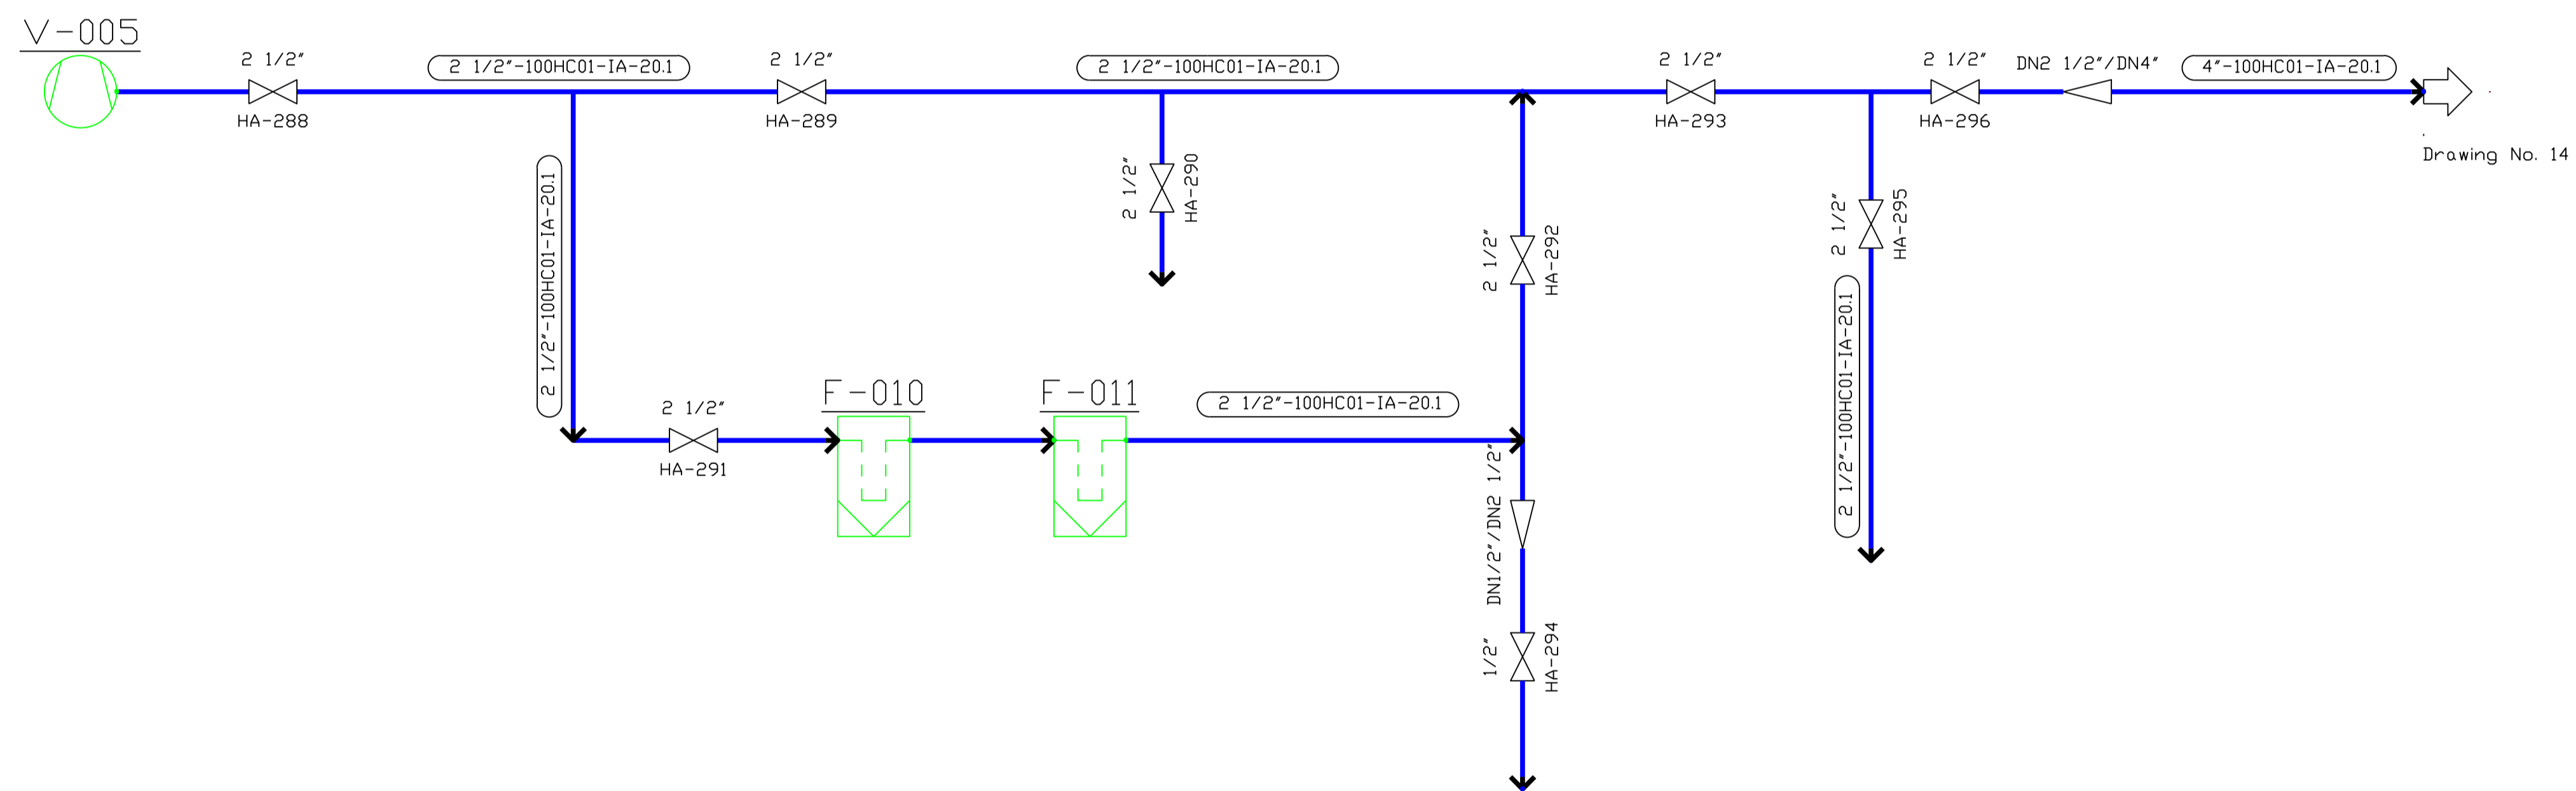 V-005
2 1/2"
2 1/2"-100HC01-IA-20.1
2 1/2"
2 1/2"-100HC01-IA-20.1
2 1/2"
2 1/2"
DN2 1/2"/DN4"
4"-100HC01-IA-20.1
HA-288
HA-289
HA-293
HA-296
Drawing No. 14
2 1/2"-100HC01-IA-20.1
2 1/2"
HA-290
2 1/2"
HA-292
2 1/2"
HA-295
2 1/2"-100HC01-IA-20.1
F-010
F-011
2 1/2"
HA-291
2 1/2"-100HC01-IA-20.1
DN1/2"/DN2 1/2"
1/2"
HA-294